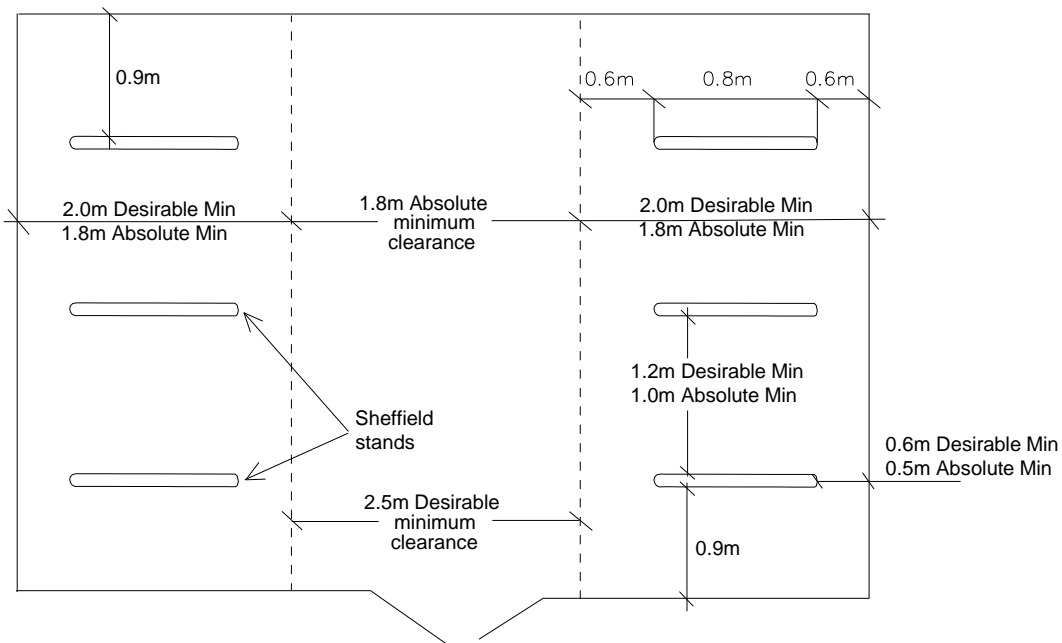 0.9m
0.6m
0.8m
0.6m
2.0m Desirable Min
1.8m Absolute Min
1.8m Absolute
minimum
clearance
2.0m Desirable Min
1.8m Absolute Min
1.2m Desirable Min
1.0m Absolute Min
Sheffield
stands
0.6m Desirable Min
0.5m Absolute Min
2.5m Desirable
minimum
clearance
0.9m